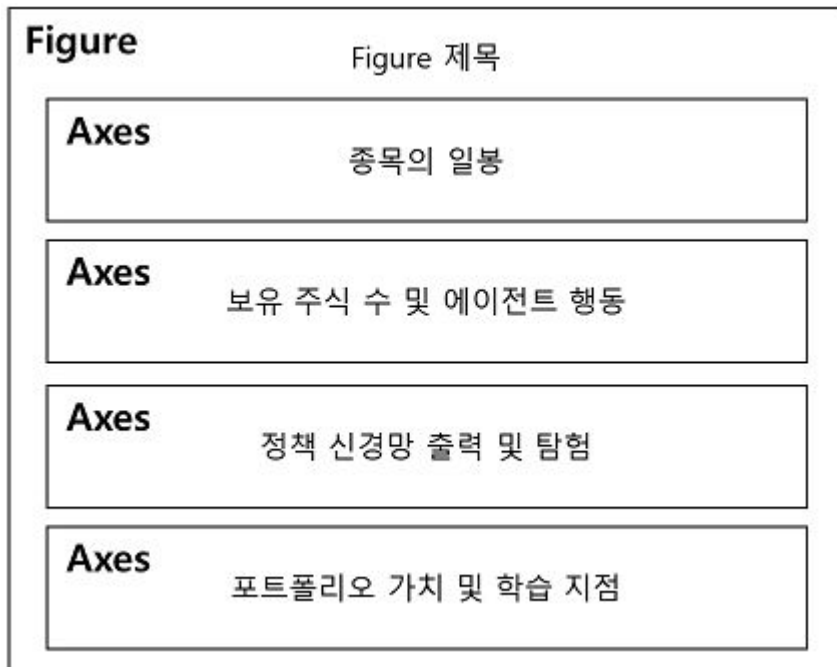 Figure
Figure 제목
Axes
종목의 일봉
Axes
보유 주식 수 및 에이전트 행동
Axes
정책 신경망 출력 및 탐험
Axes
포트폴리오 가치 및 학습 지점